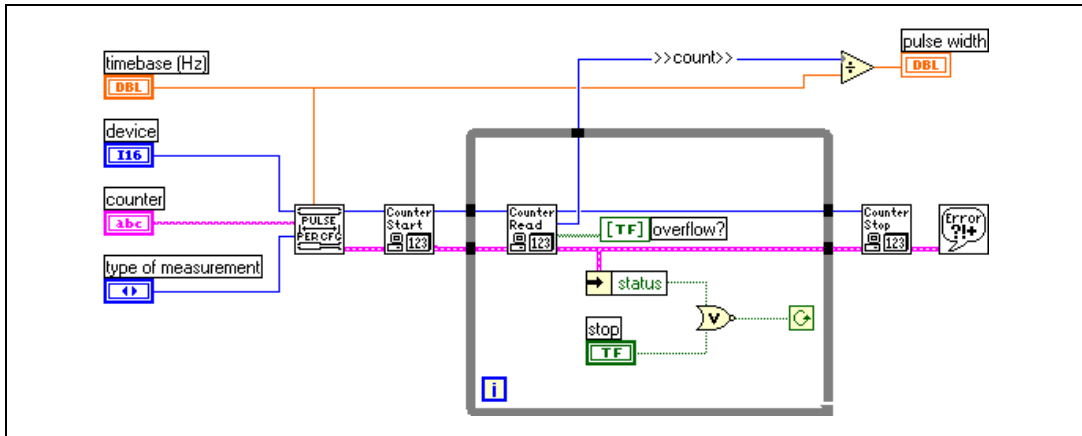 timebase (Hz)
DBL
device
I16
counter
abc
type of measurement
PULSE
PER CFG
Counter
Start
123
Counter
Read
123
[TF] overflow?
status
stop
TF
V
i
>>count>>
÷
pulse width
DBL
Counter
Stop
123
Error
?!+